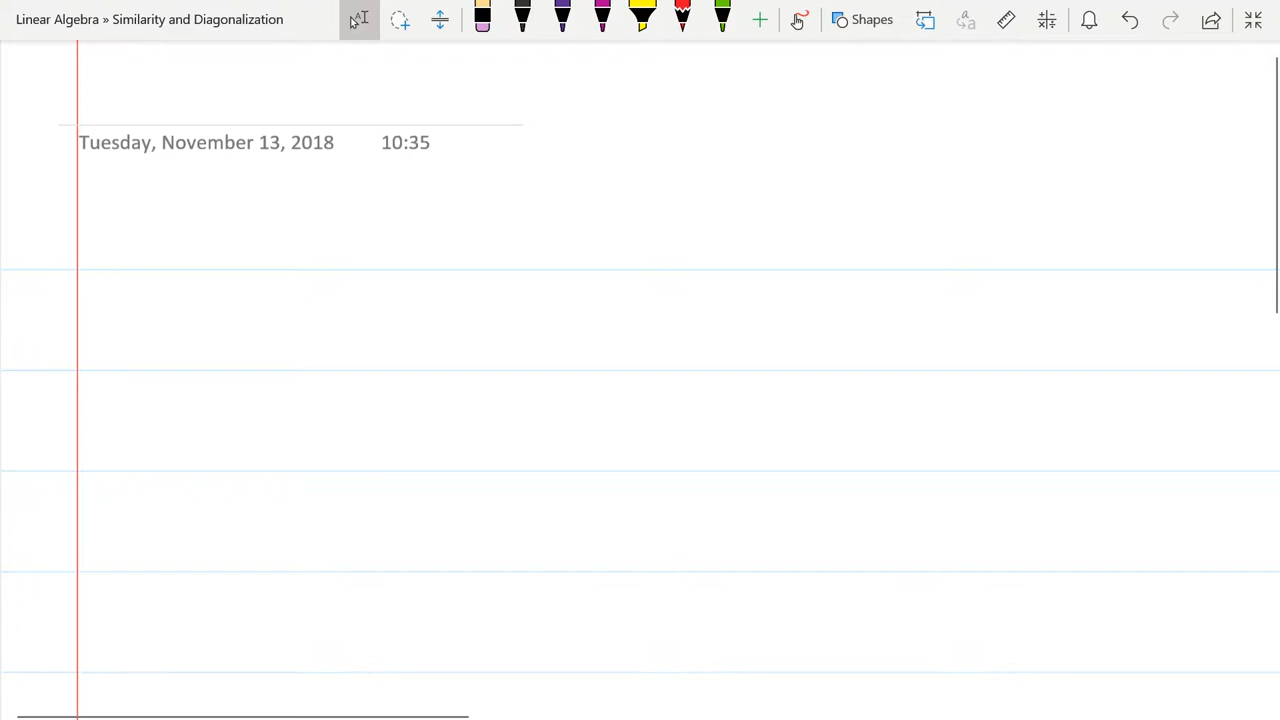 Linear Algebra » Similarity and Diagonalization
Shapes
Tuesday, November 13, 2018 10:35